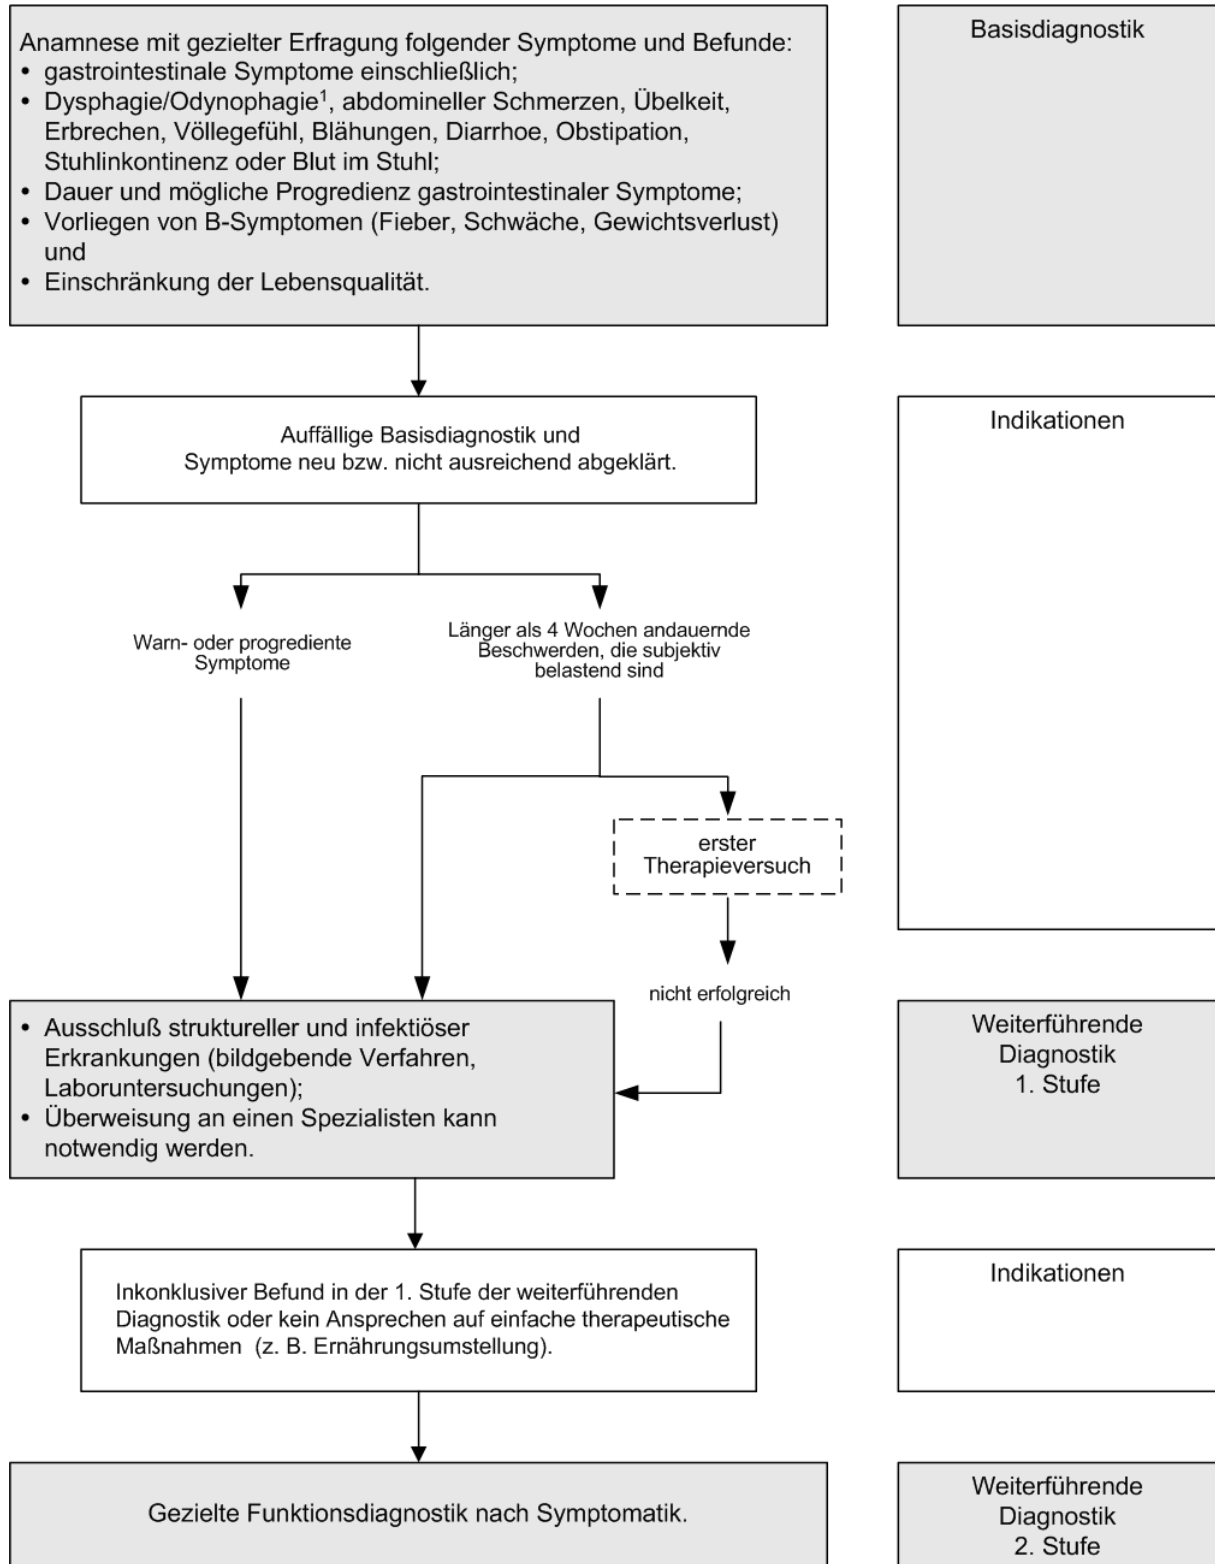 Anamnese mit gezielter Erfragung folgender Symptome und Befunde:
• gastrointestinale Symptome einschließlich;
• Dysphagie/Odynophagie¹, abdomineller Schmerzen, Übelkeit,
Erbrechen, Völlegefühl, Blähungen, Diarrhoe, Obstipation,
Stuhlinkontinenz oder Blut im Stuhl;
• Dauer und mögliche Progredienz gastrointestinaler Symptome;
• Vorliegen von B-Symptomen (Fieber, Schwäche, Gewichtsverlust)
und
• Einschränkung der Lebensqualität.
Basisdiagnostik
Auffällige Basisdiagnostik und
Symptome neu bzw. nicht ausreichend abgeklärt.
Indikationen
Warn- oder progrediente
Symptome
Länger als 4 Wochen andauernde
Beschwerden, die subjektiv
belastend sind
erster
Therapieversuch
nicht erfolgreich
• Ausschluß struktureller und infektiöser
Erkrankungen (bildgebende Verfahren,
Laboruntersuchungen);
• Überweisung an einen Spezialisten kann
notwendig werden.
Weiterführende
Diagnostik
1. Stufe
Inkonklusiver Befund in der 1. Stufe der weiterführenden
Diagnostik oder kein Ansprechen auf einfache therapeutische
Maßnahmen (z. B. Ernährungsumstellung).
Indikationen
Gezielte Funktionsdiagnostik nach Symptomatik.
Weiterführende
Diagnostik
2. Stufe